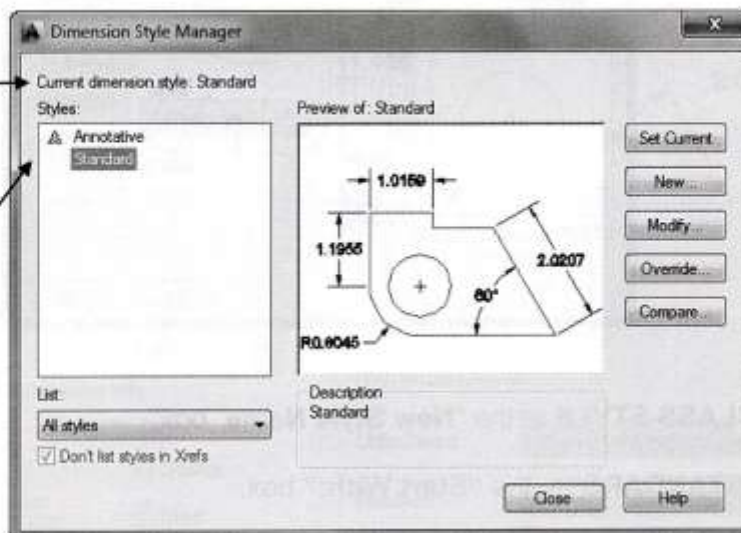 Dimension Style Manager
Current dimension style: Standard
Styles:
Annotative
Standard
Preview of: Standard
1.0159
1.1955
2.0207
60°
R0.8045
Set Current
New...
Modify...
Override...
Compare...
List:
All styles
Don't list styles in Xrefs
Description
Standard
Close
Help